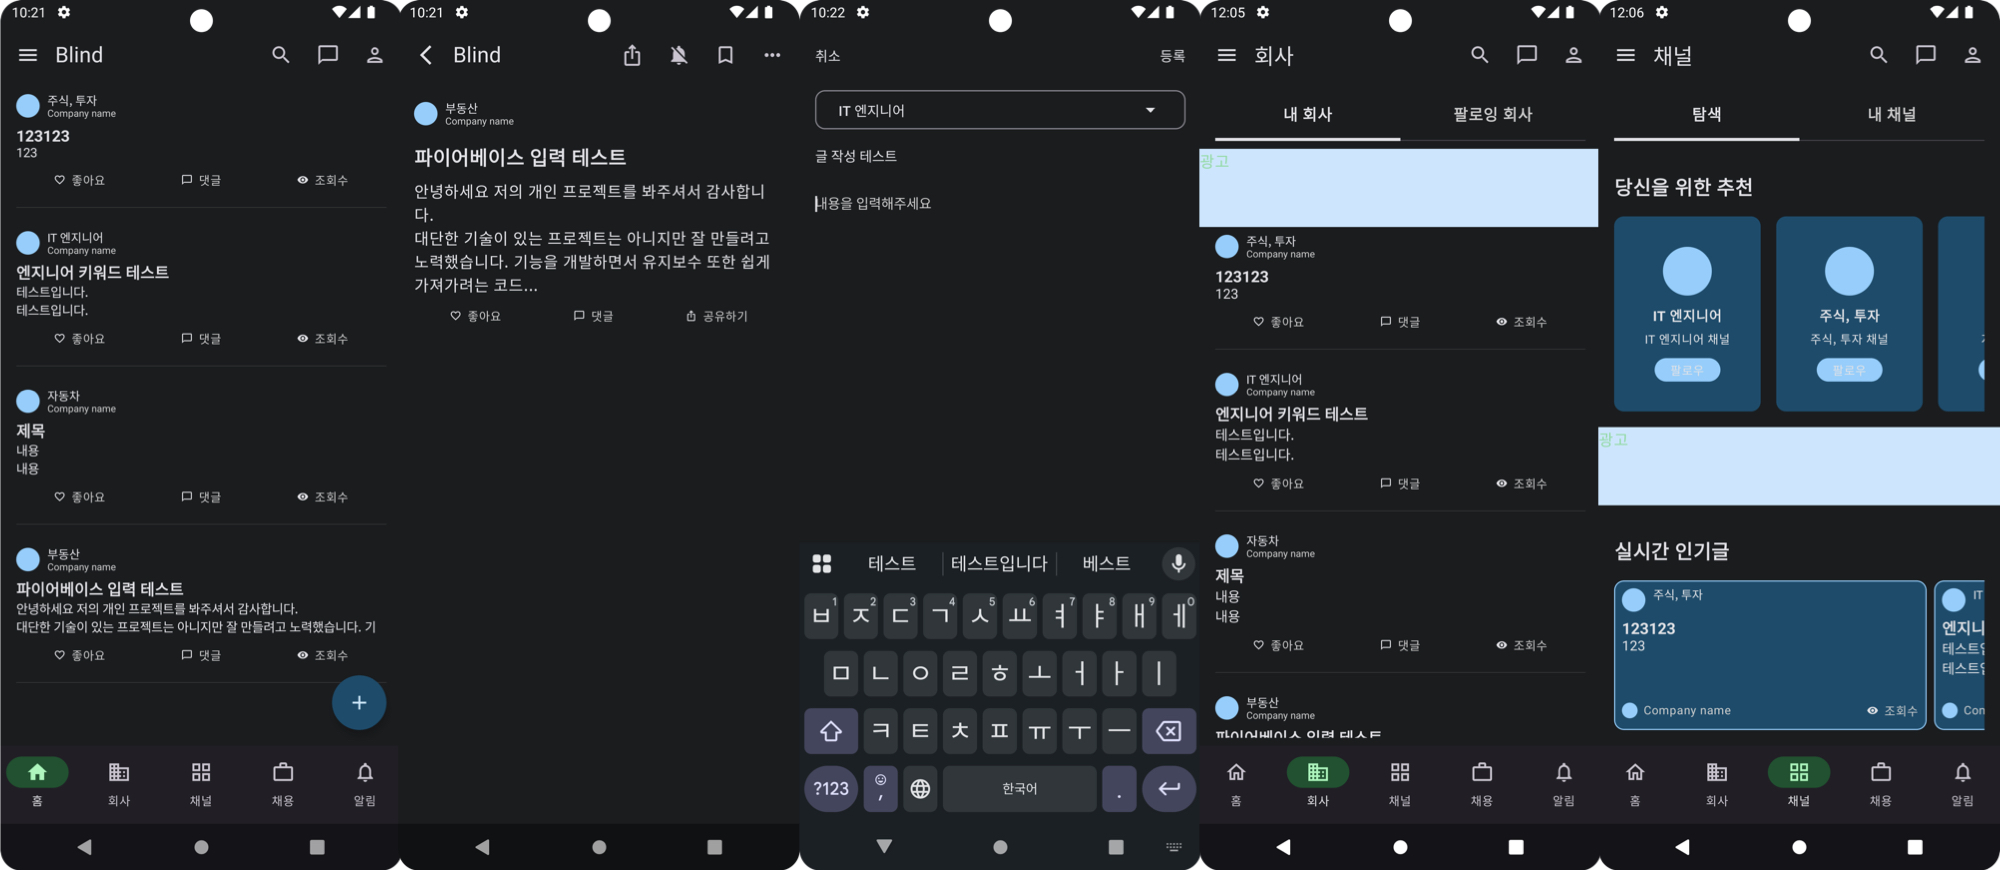 10:21
Blind
주식, 투자
Company name
123123
123
좋아요
댓글
조회수
IT 엔지니어
Company name
엔지니어 키워드 테스트
테스트입니다.
테스트입니다.
좋아요
댓글
조회수
자동차
Company name
제목
내용
내용
좋아요
댓글
조회수
부동산
Company name
파이어베이스 입력 테스트
안녕하세요 저의 개인 프로젝트를 봐주셔서 감사합니다.
대단한 기술이 있는 프로젝트는 아니지만 잘 만들려고 노력했습니다. 기
좋아요
댓글
조회수
+
홈
회사
채널
채용
알림
10:21
Blind
부동산
Company name
파이어베이스 입력 테스트
안녕하세요 저의 개인 프로젝트를 봐주셔서 감사합니
다.
대단한 기술이 있는 프로젝트는 아니지만 잘 만들려고
노력했습니다. 기능을 개발하면서 유지보수 또한 쉽게
가져가려는 코드...
좋아요
댓글
공유하기
10:22
취소
등록
IT 엔지니어
글 작성 테스트
내용을 입력해주세요
테스트
테스트입니다
베스트
ㅂ1 ㅈ2 ㄷ3 ㄱ4 ㅅ5 ㅛ6 ㅕ7 ㅑ8 ㅐ9 ㅔ0
ㅁ ㄴ ㅇ ㄹ ㅎ ㅗ ㅓ ㅏ ㅣ
ㅋ ㅌ ㅊ ㅍ ㅠ ㅜ ㅡ
?123 , 한국어 .
12:05
회사
내 회사
팔로잉 회사
광고
주식, 투자
Company name
123123
123
좋아요
댓글
조회수
IT 엔지니어
Company name
엔지니어 키워드 테스트
테스트입니다.
테스트입니다.
좋아요
댓글
조회수
자동차
Company name
제목
내용
내용
좋아요
댓글
조회수
부동산
Company name
파이어베이스 입력 테스트
홈
회사
채널
채용
알림
12:06
채널
탐색
내 채널
당신을 위한 추천
IT 엔지니어
IT 엔지니어 채널
팔로우
주식, 투자
주식, 투자 채널
팔로우
광고
실시간 인기글
주식, 투자
123123
123
Company name
조회수
IT
엔지니
테스트
테스트
Com
홈
회사
채널
채용
알림